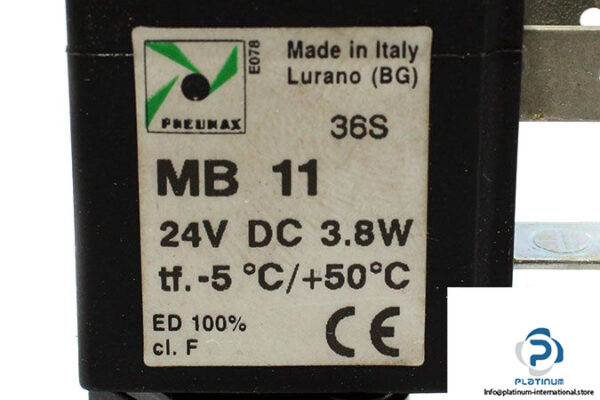 PNEUMAX
E078
Made in Italy
Lurano (BG)
36S
MB 11
24V DC 3.8W
tf. -5 °C/+50°C
ED 100%
cl. F
CE
PLATINUM
Info@platinum-international.store